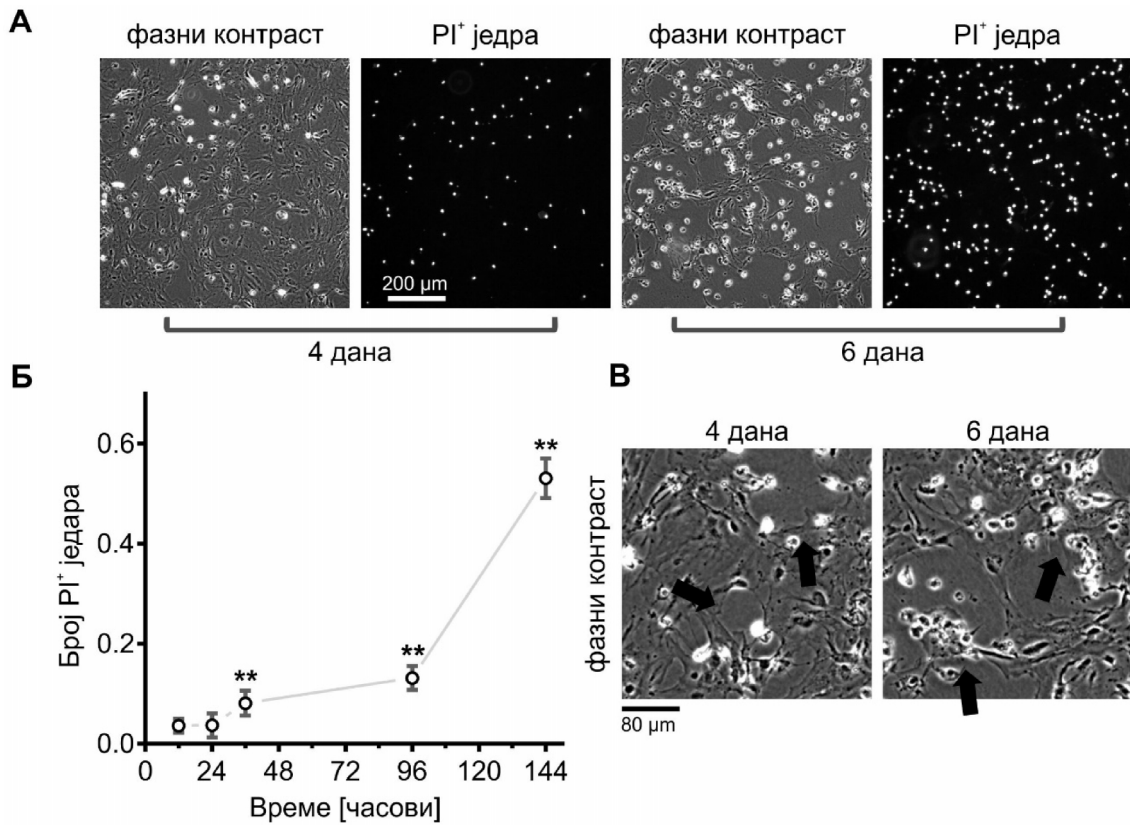 А
фазни контраст
PI⁺ једра
фазни контраст
PI⁺ једра
200 µm
4 дана
6 дана
Б
Број PI⁺ једара
0.6
0.4
0.2
0.0
**
**
**
0 24 48 72 96 120 144
Време [часови]
В
4 дана
6 дана
фазни контраст
80 µm